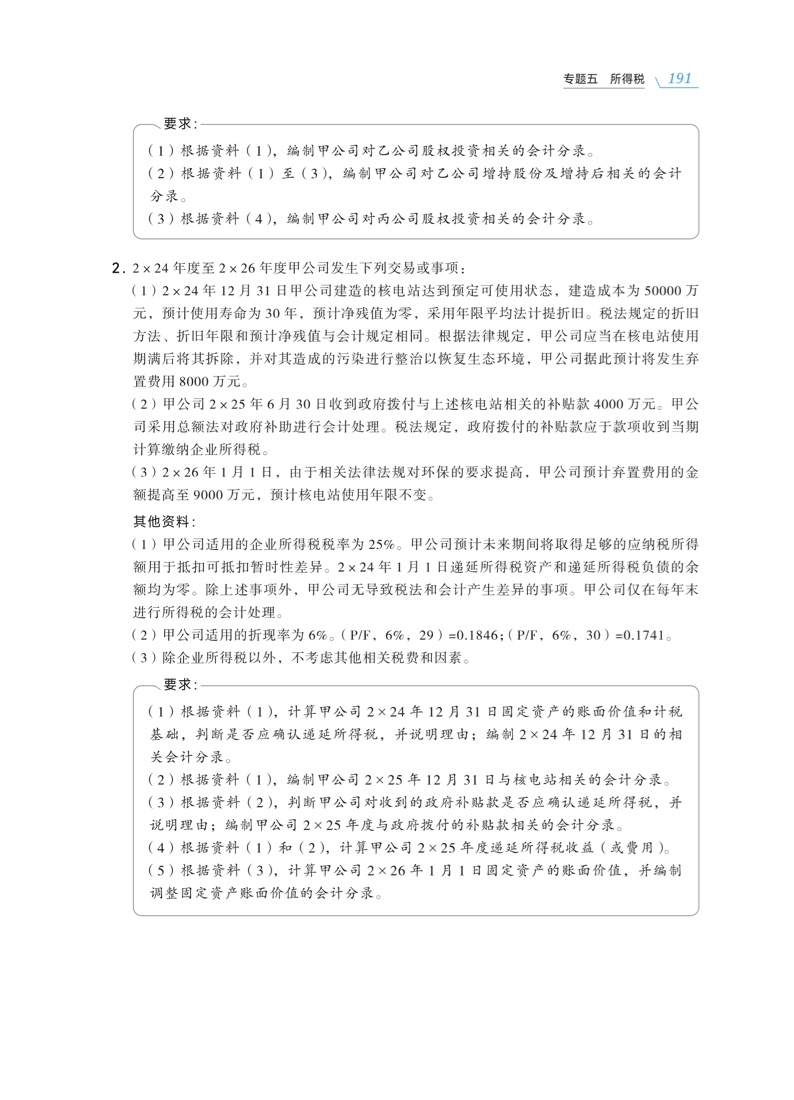 专题五　所得税　191
要求：
（1）根据资料（1），编制甲公司对乙公司股权投资相关的会计分录。
（2）根据资料（1）至（3），编制甲公司对乙公司增持股份及增持后相关的会计
分录。
（3）根据资料（4），编制甲公司对丙公司股权投资相关的会计分录。
2. 2×24 年度至 2×26 年度甲公司发生下列交易或事项：
（1）2×24 年 12 月 31 日甲公司建造的核电站达到预定可使用状态，建造成本为 50000 万
元，预计使用寿命为 30 年，预计净残值为零，采用年限平均法计提折旧。税法规定的折旧
方法、折旧年限和预计净残值与会计规定相同。根据法律规定，甲公司应当在核电站使用
期满后将其拆除，并对其造成的污染进行整治以恢复生态环境，甲公司据此预计将发生弃
置费用 8000 万元。
（2）甲公司 2×25 年 6 月 30 日收到政府拨付与上述核电站相关的补贴款 4000 万元。甲公
司采用总额法对政府补助进行会计处理。税法规定，政府拨付的补贴款应于款项收到当期
计算缴纳企业所得税。
（3）2×26 年 1 月 1 日，由于相关法律法规对环保的要求提高，甲公司预计弃置费用的金
额提高至 9000 万元，预计核电站使用年限不变。
其他资料：
（1）甲公司适用的企业所得税税率为 25%。甲公司预计未来期间将取得足够的应纳税所得
额用于抵扣可抵扣暂时性差异。2×24 年 1 月 1 日递延所得税资产和递延所得税负债的余
额均为零。除上述事项外，甲公司无导致税法和会计产生差异的事项。甲公司仅在每年末
进行所得税的会计处理。
（2）甲公司适用的折现率为 6%。（P/F，6%，29）=0.1846；（P/F，6%，30）=0.1741。
（3）除企业所得税以外，不考虑其他相关税费和因素。
要求：
（1）根据资料（1），计算甲公司 2×24 年 12 月 31 日固定资产的账面价值和计税
基础，判断是否应确认递延所得税，并说明理由；编制 2×24 年 12 月 31 日的相
关会计分录。
（2）根据资料（1），编制甲公司 2×25 年 12 月 31 日与核电站相关的会计分录。
（3）根据资料（2），判断甲公司对收到的政府补贴款是否应确认递延所得税，并
说明理由；编制甲公司 2×25 年度与政府拨付的补贴款相关的会计分录。
（4）根据资料（1）和（2），计算甲公司 2×25 年度递延所得税收益（或费用）。
（5）根据资料（3），计算甲公司 2×26 年 1 月 1 日固定资产的账面价值，并编制
调整固定资产账面价值的会计分录。